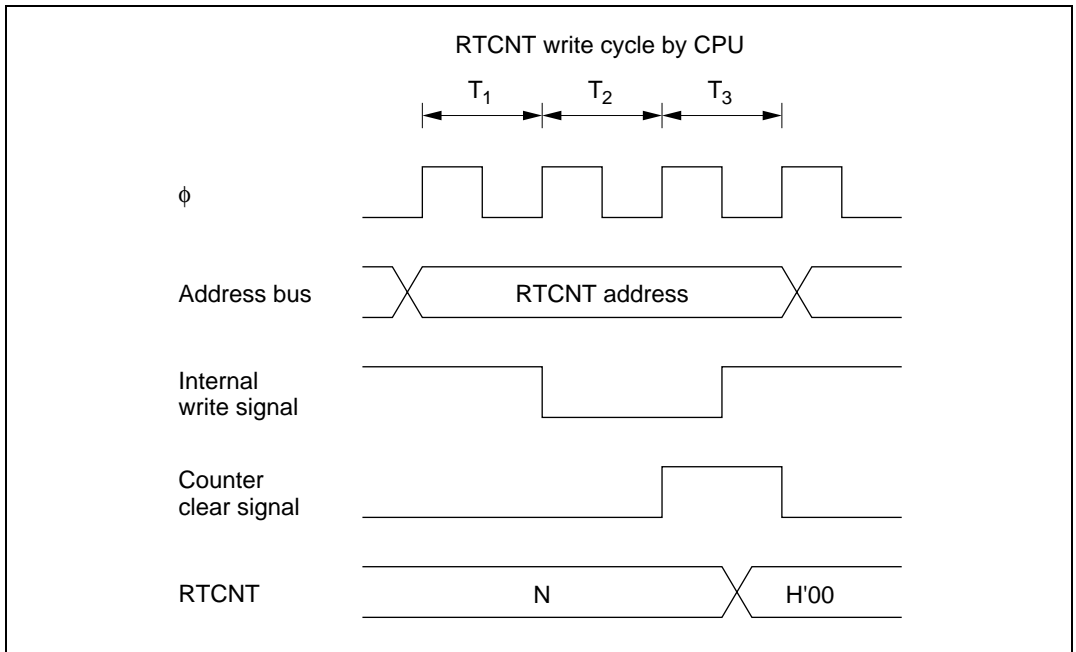 RTCNT write cycle by CPU
T₁ T₂ T₃
ϕ
Address bus RTCNT address
Internal
write signal
Counter
clear signal
RTCNT N H'00